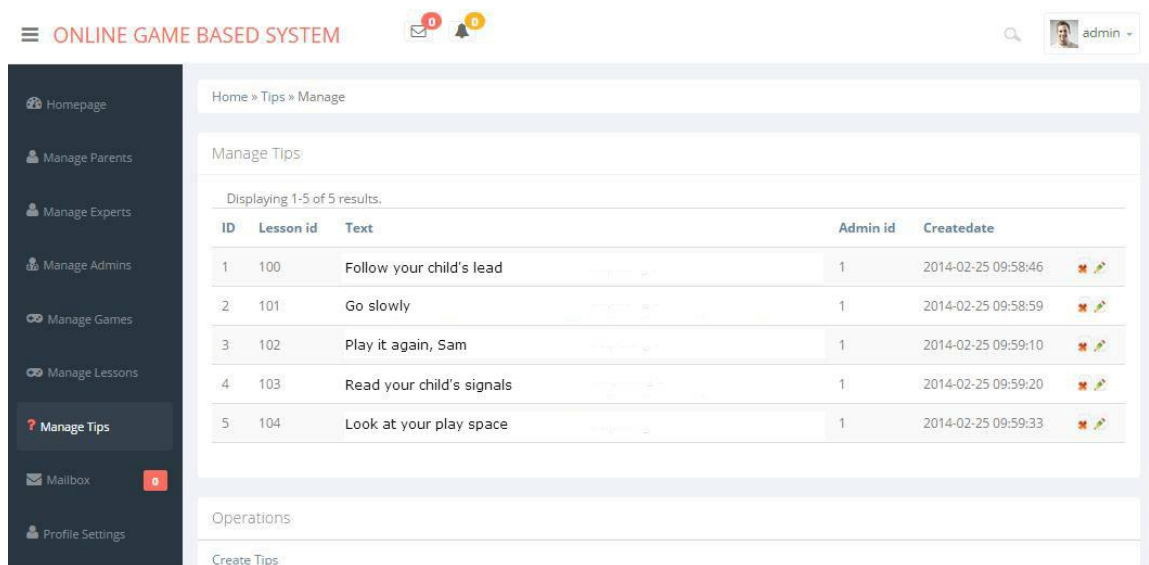 ONLINE GAME BASED SYSTEM 0 0 admin
Homepage
Manage Parents
Manage Experts
Manage Admins
Manage Games
Manage Lessons
? Manage Tips
Mailbox 0
Profile Settings
Home » Tips » Manage
Manage Tips
Displaying 1-5 of 5 results.
ID Lesson id Text Admin id Createdate
1 100 Follow your child's lead 1 2014-02-25 09:58:46
2 101 Go slowly 1 2014-02-25 09:58:59
3 102 Play it again, Sam 1 2014-02-25 09:59:10
4 103 Read your child's signals 1 2014-02-25 09:59:20
5 104 Look at your play space 1 2014-02-25 09:59:33
Operations
Create Tips